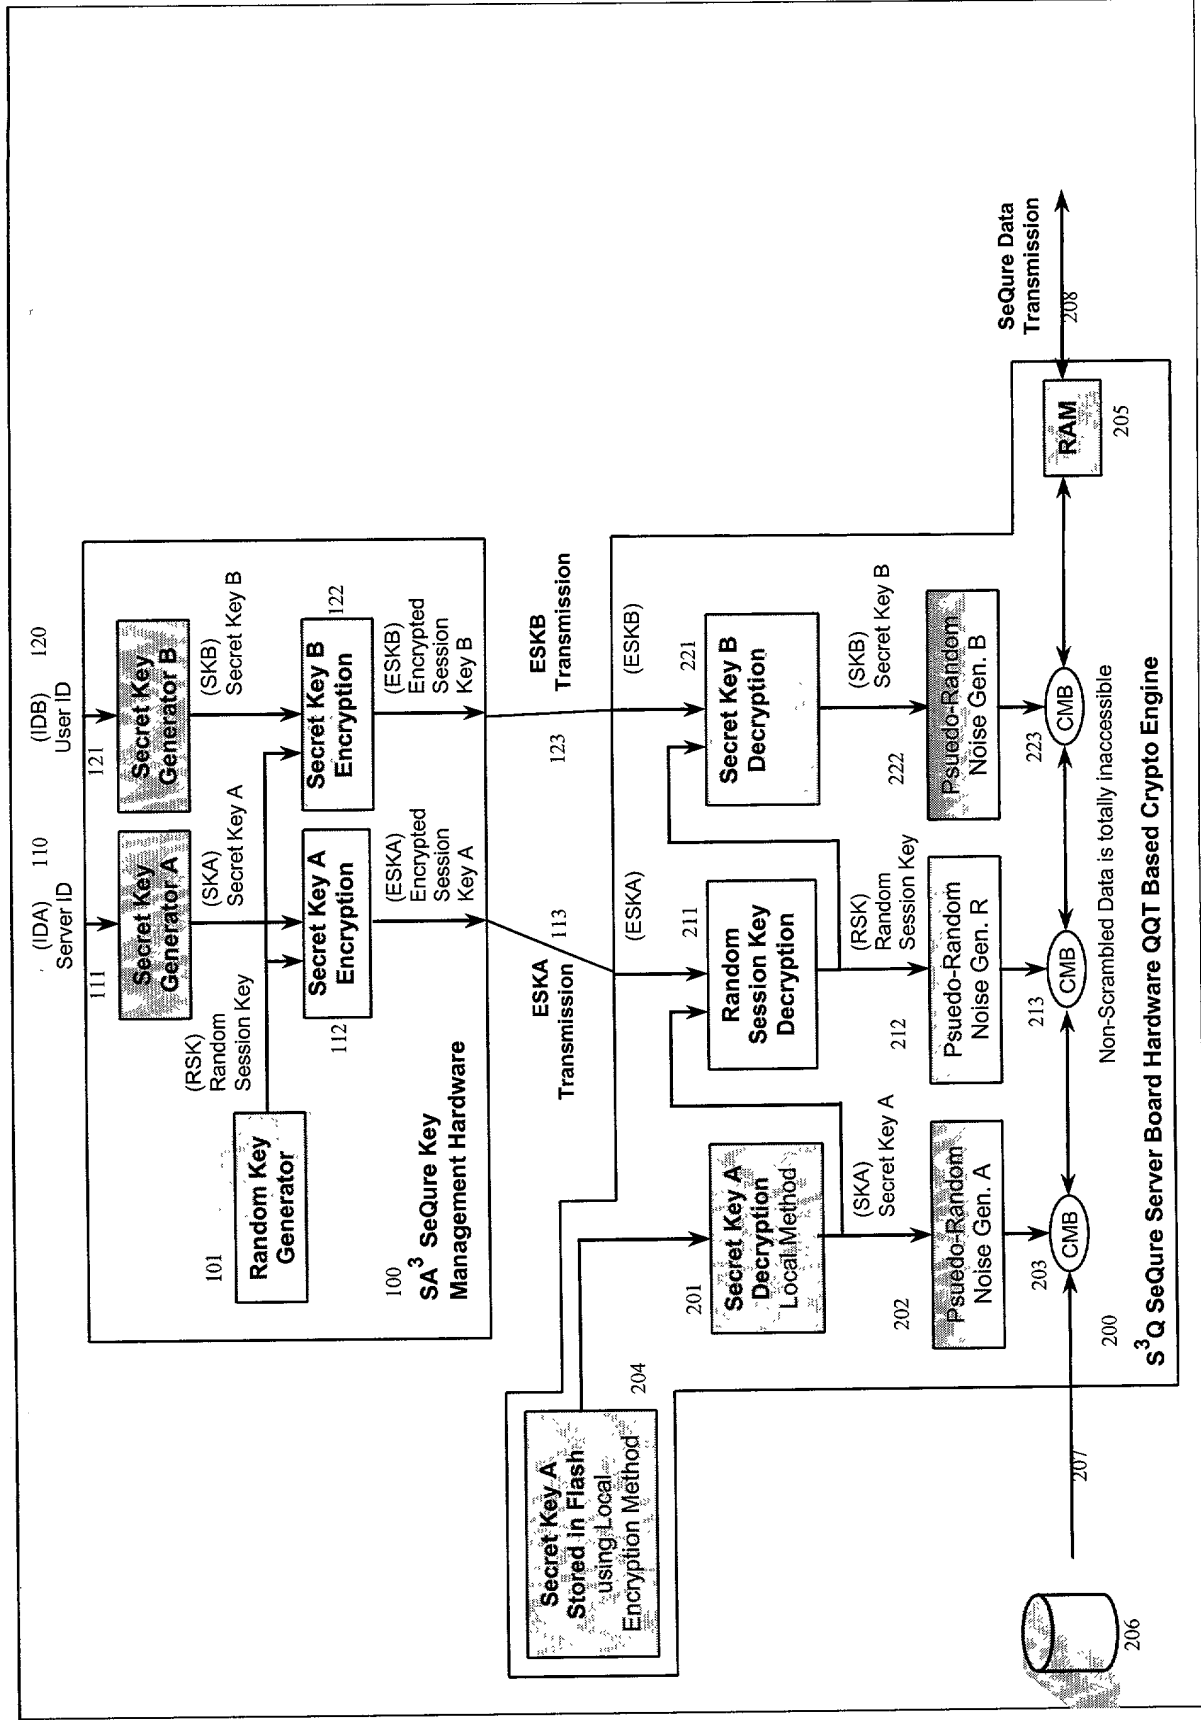 (IDA)
Server ID
110
(IDB)
User ID
120
111
Secret Key
Generator A
121
Secret Key
Generator B
(RSK)
Random
Session Key
(SKA)
Secret Key A
(SKB)
Secret Key B
101
Random Key
Generator
112
Secret Key A
Encryption
Secret Key B
Encryption
122
(ESKA)
Encrypted
Session
Key A
(ESKB)
Encrypted
Session
Key B
100
SA3 SeQure Key
Management Hardware
ESKA
Transmission
113
123
ESKB
Transmission
Secret Key A
Stored in Flash
using Local
Encryption Method
204
(ESKA)
(ESKB)
201
Secret Key A
Decryption
Local Method
211
Random
Session Key
Decryption
221
Secret Key B
Decryption
202
(SKA)
Secret Key A
212
(RSK)
Random
Session Key
222
(SKB)
Secret Key B
Psuedo-Random
Noise Gen. A
Psuedo-Random
Noise Gen. R
Psuedo-Random
Noise Gen. B
203
CMB
213
CMB
223
CMB
RAM
205
SeQure Data
Transmission
208
206
207
200
Non-Scrambled Data is totally inaccessible
S3Q SeQure Server Board Hardware QQT Based Crypto Engine